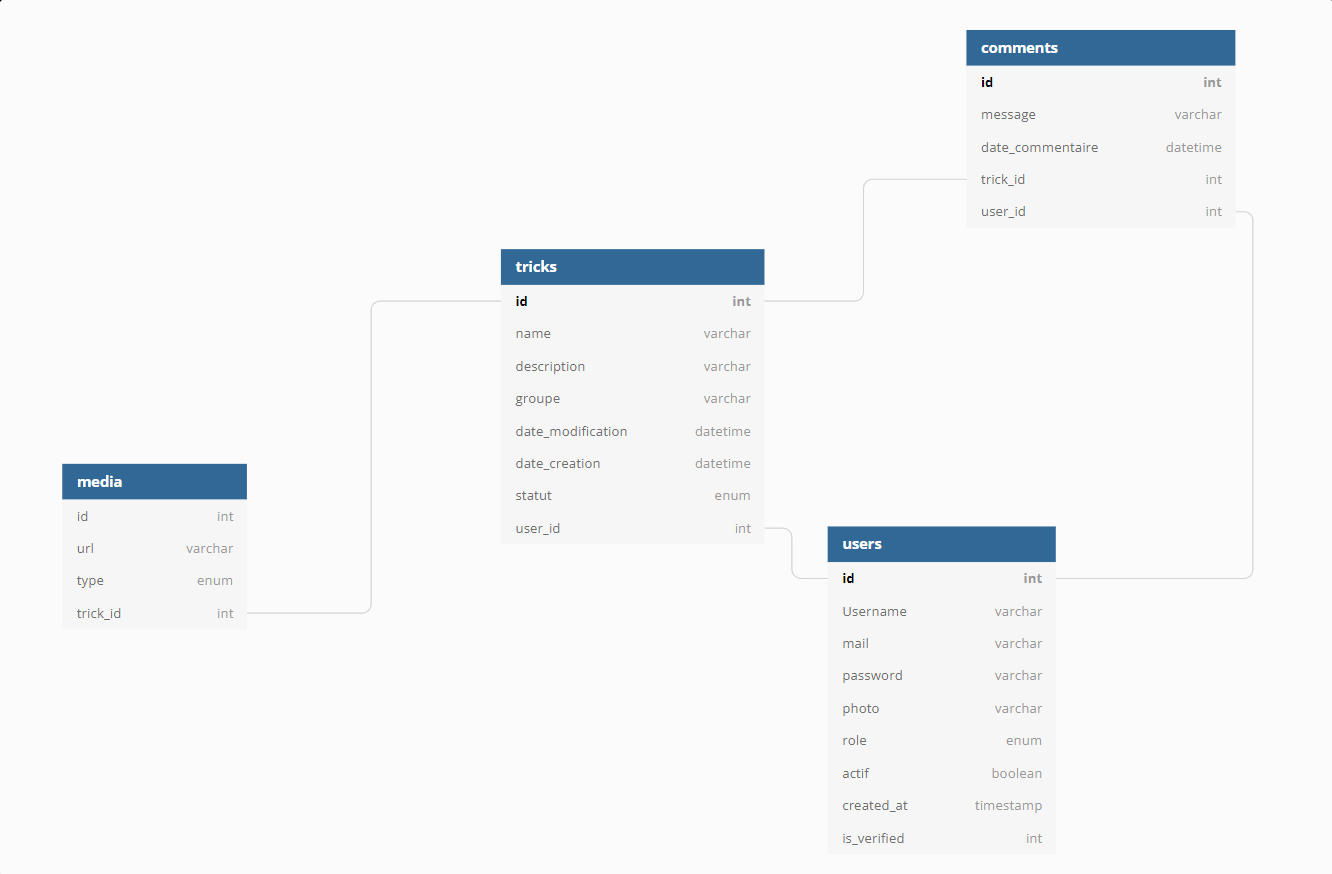 comments
id int
message varchar
date_commentaire datetime
trick_id int
user_id int
tricks
id int
name varchar
description varchar
groupe varchar
date_modification datetime
date_creation datetime
statut enum
user_id int
media
id int
url varchar
type enum
trick_id int
users
id int
Username varchar
mail varchar
password varchar
photo varchar
role enum
actif boolean
created_at timestamp
is_verified int